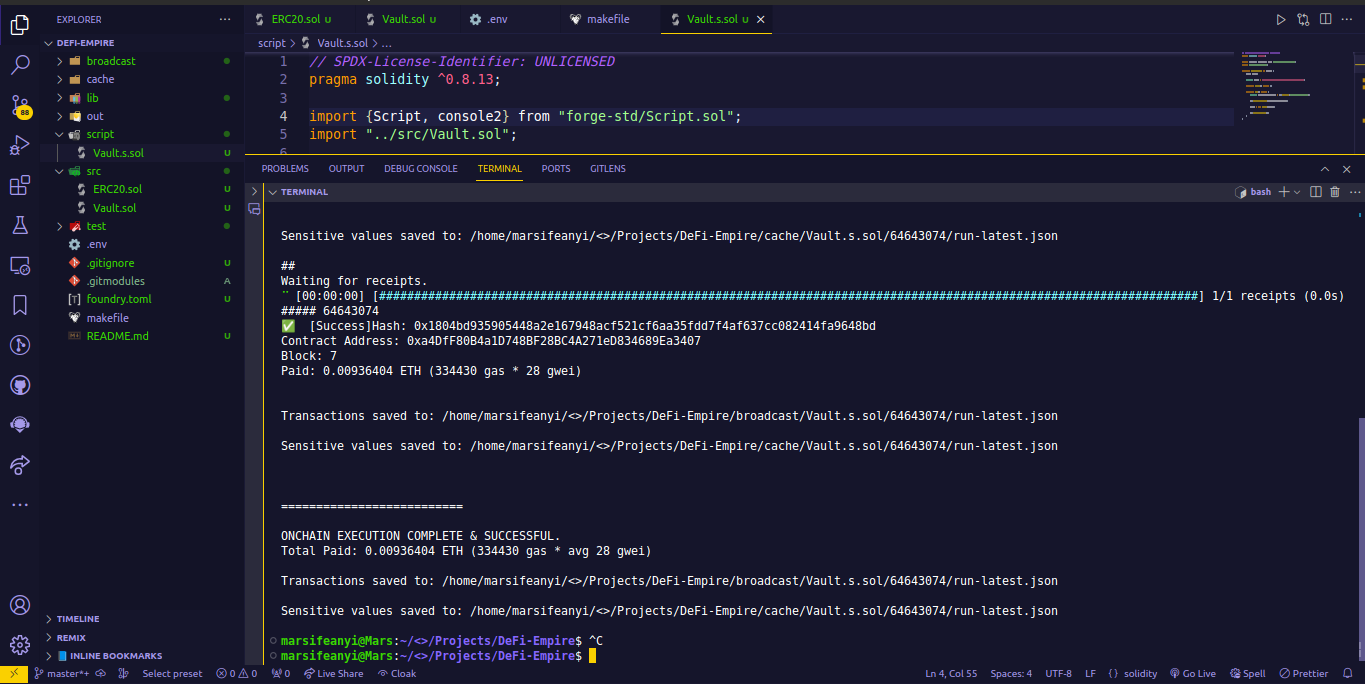 EXPLORER
DEFI-EMPIRE
broadcast
cache
lib
out
script
Vault.s.sol U
src
ERC20.sol U
Vault.sol U
test
.env
.gitignore U
.gitmodules A
foundry.toml U
makefile
README.md U
TIMELINE
REMIX
INLINE BOOKMARKS
88
ERC20.sol U
Vault.sol U
.env
makefile
Vault.s.sol U
script > Vault.s.sol > ...
1 // SPDX-License-Identifier: UNLICENSED
2 pragma solidity ^0.8.13;
3
4 import {Script, console2} from "forge-std/Script.sol";
5 import "../src/Vault.sol";
6
PROBLEMS OUTPUT DEBUG CONSOLE TERMINAL PORTS GITLENS
TERMINAL
bash
Sensitive values saved to: /home/marsifeanyi/<>/Projects/DeFi-Empire/cache/Vault.s.sol/64643074/run-latest.json
##
Waiting for receipts.
[00:00:00] [#####################################################################################################################] 1/1 receipts (0.0s)
##### 64643074
✅ [Success]Hash: 0x1804bd935905448a2e167948acf521cf6aa35fdd7f4af637cc082414fa9648bd
Contract Address: 0xa4DfF80B4a1D748BF28BC4A271eD834689Ea3407
Block: 7
Paid: 0.00936404 ETH (334430 gas * 28 gwei)
Transactions saved to: /home/marsifeanyi/<>/Projects/DeFi-Empire/broadcast/Vault.s.sol/64643074/run-latest.json
Sensitive values saved to: /home/marsifeanyi/<>/Projects/DeFi-Empire/cache/Vault.s.sol/64643074/run-latest.json
==========================
ONCHAIN EXECUTION COMPLETE & SUCCESSFUL.
Total Paid: 0.00936404 ETH (334430 gas * avg 28 gwei)
Transactions saved to: /home/marsifeanyi/<>/Projects/DeFi-Empire/broadcast/Vault.s.sol/64643074/run-latest.json
Sensitive values saved to: /home/marsifeanyi/<>/Projects/DeFi-Empire/cache/Vault.s.sol/64643074/run-latest.json
marsifeanyi@Mars:~/<>/Projects/DeFi-Empire$ ^C
marsifeanyi@Mars:~/<>/Projects/DeFi-Empire$
master*+ Select preset 0 0 0 Live Share Cloak Ln 4, Col 55 Spaces: 4 UTF-8 LF {} solidity Go Live Spell Prettier